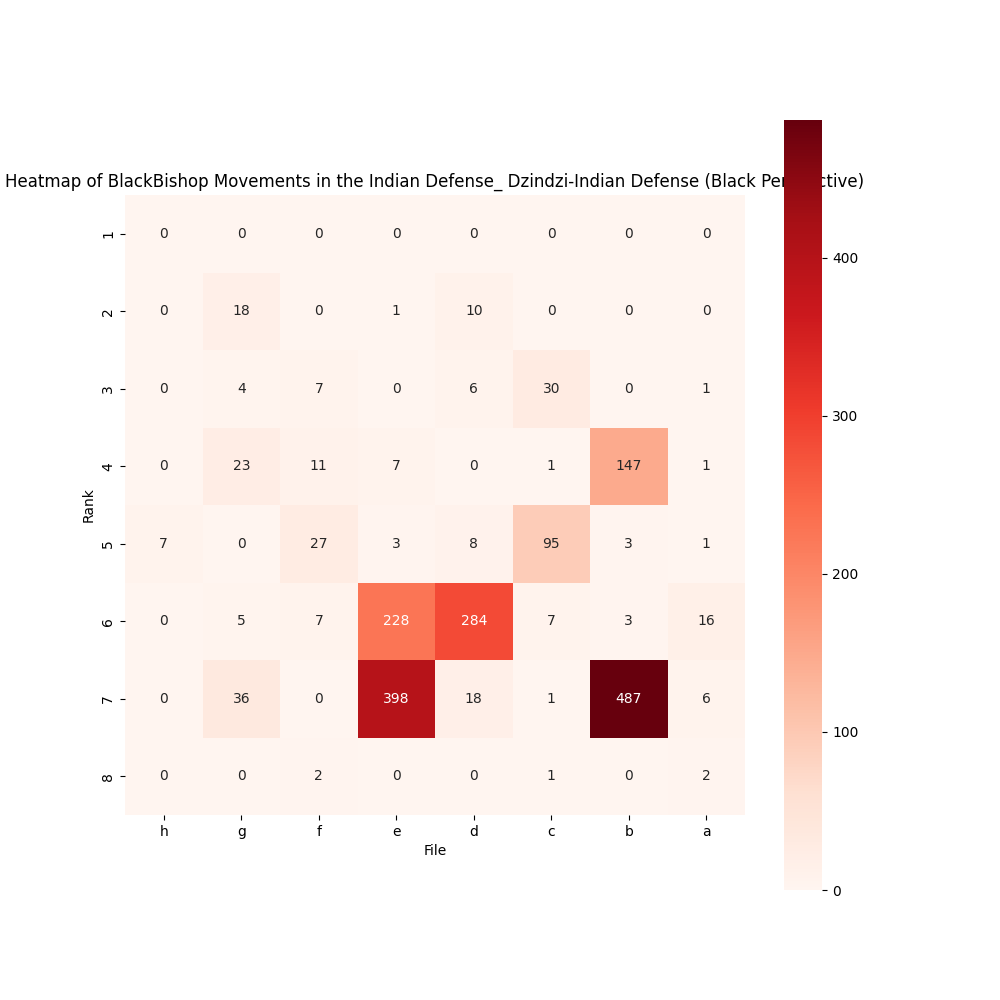 Heatmap of BlackBishop Movements in the Indian Defense_ Dzindzi-Indian Defense (Black Per ctive)
1 0 0 0 0 0 0 0 0
2 0 18 0 1 10 0 0 0
3 0 4 7 0 6 30 0 1
4 0 23 11 7 0 1 147 1
5 7 0 27 3 8 95 3 1
6 0 5 7 228 284 7 3 16
7 0 36 0 398 18 1 487 6
8 0 0 2 0 0 1 0 2
h g f e d c b a
File
Rank
400
300
200
100
0